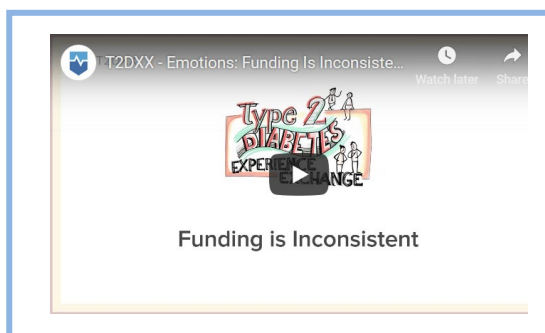 T2DXX - Emotions: Funding Is Inconsiste...
Watch later
Share
Type 2
DIABETES
EXPERIENCE
EXCHANGE
Funding is Inconsistent